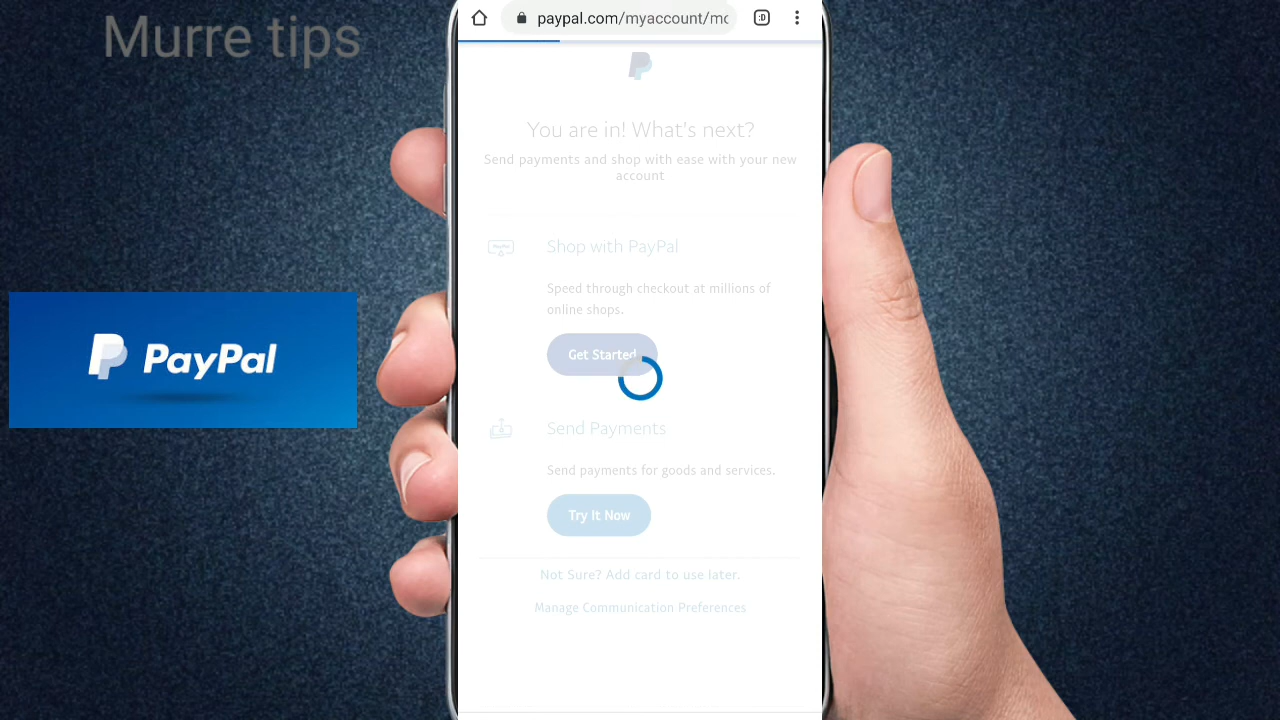 Murre tips
paypal.com/myaccount/mo
:D
You are in! What's next?
Send payments and shop with ease with your new
account
Shop with PayPal
Speed through checkout at millions of
online shops.
Get Started
Send Payments
Send payments for goods and services.
Try It Now
Not Sure? Add card to use later.
Manage Communication Preferences
PayPal